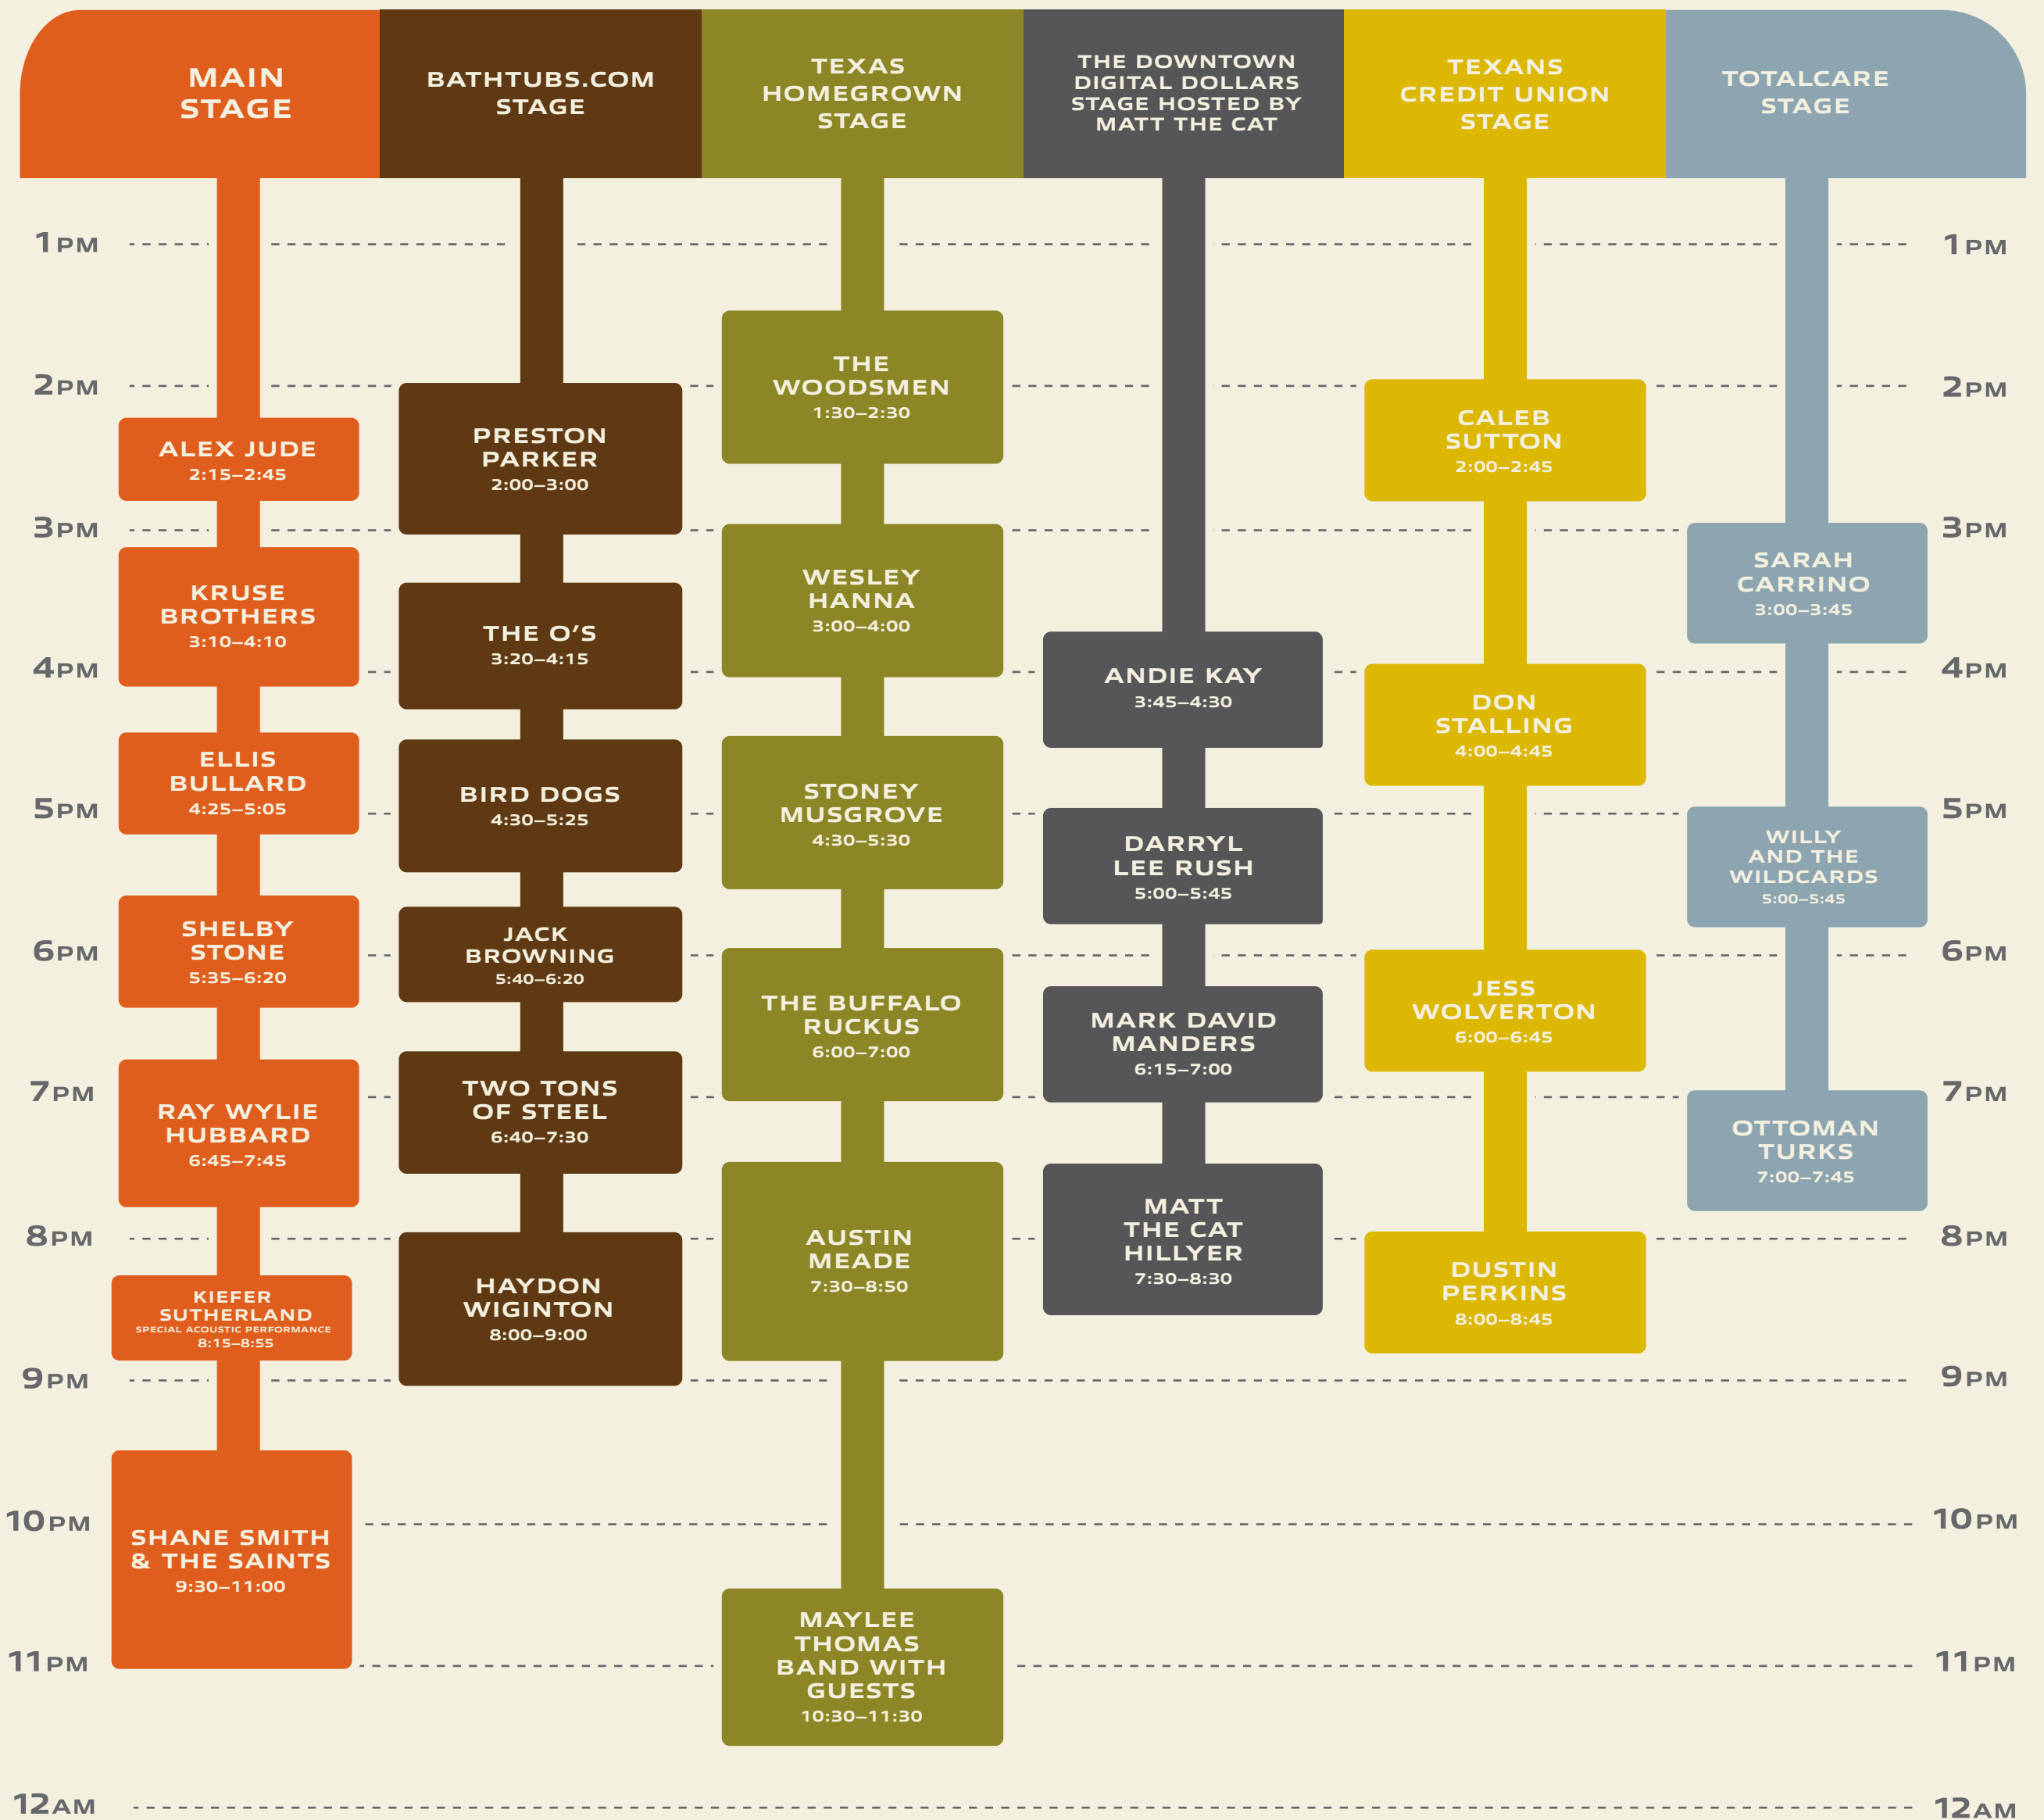 MAIN
STAGE
BATHTUBS.COM
STAGE
TEXAS
HOMEGROWN
STAGE
THE DOWNTOWN
DIGITAL DOLLARS
STAGE HOSTED BY
MATT THE CAT
TEXANS
CREDIT UNION
STAGE
TOTALCARE
STAGE
1PM
2PM
3PM
4PM
5PM
6PM
7PM
8PM
9PM
10PM
11PM
12AM
ALEX JUDE
2:15–2:45
KRUSE
BROTHERS
3:10–4:10
ELLIS
BULLARD
4:25–5:05
SHELBY
STONE
5:35–6:20
RAY WYLIE
HUBBARD
6:45–7:45
KIEFER
SUTHERLAND
SPECIAL ACOUSTIC PERFORMANCE
8:15–8:55
SHANE SMITH
& THE SAINTS
9:30–11:00
PRESTON
PARKER
2:00–3:00
THE O’S
3:20–4:15
BIRD DOGS
4:30–5:25
JACK
BROWNING
5:40–6:20
TWO TONS
OF STEEL
6:40–7:30
HAYDON
WIGINTON
8:00–9:00
THE
WOODSMEN
1:30–2:30
WESLEY
HANNA
3:00–4:00
STONEY
MUSGROVE
4:30–5:30
THE BUFFALO
RUCKUS
6:00–7:00
AUSTIN
MEADE
7:30–8:50
MAYLEE
THOMAS
BAND WITH
GUESTS
10:30–11:30
ANDIE KAY
3:45–4:30
DARRYL
LEE RUSH
5:00–5:45
MARK DAVID
MANDERS
6:15–7:00
MATT
THE CAT
HILLYER
7:30–8:30
CALEB
SUTTON
2:00–2:45
DON
STALLING
4:00–4:45
JESS
WOLVERTON
6:00–6:45
DUSTIN
PERKINS
8:00–8:45
SARAH
CARRINO
3:00–3:45
WILLY
AND THE
WILDCARDS
5:00–5:45
OTTOMAN
TURKS
7:00–7:45
1PM
2PM
3PM
4PM
5PM
6PM
7PM
8PM
9PM
10PM
11PM
12AM